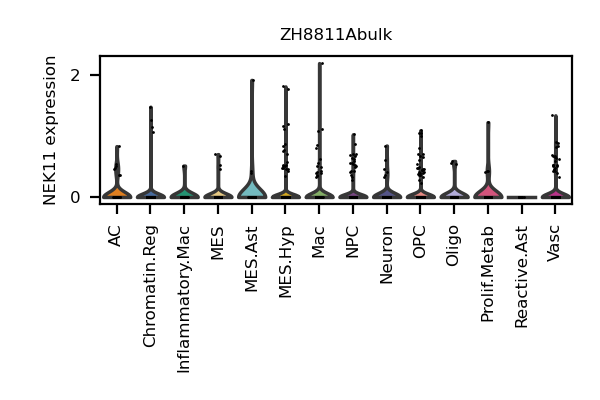 ZH8811Abulk
NEK11 expression
2
0
AC
Chromatin.Reg
Inflammatory.Mac
MES
MES.Ast
MES.Hyp
Mac
NPC
Neuron
OPC
Oligo
Prolif.Metab
Reactive.Ast
Vasc